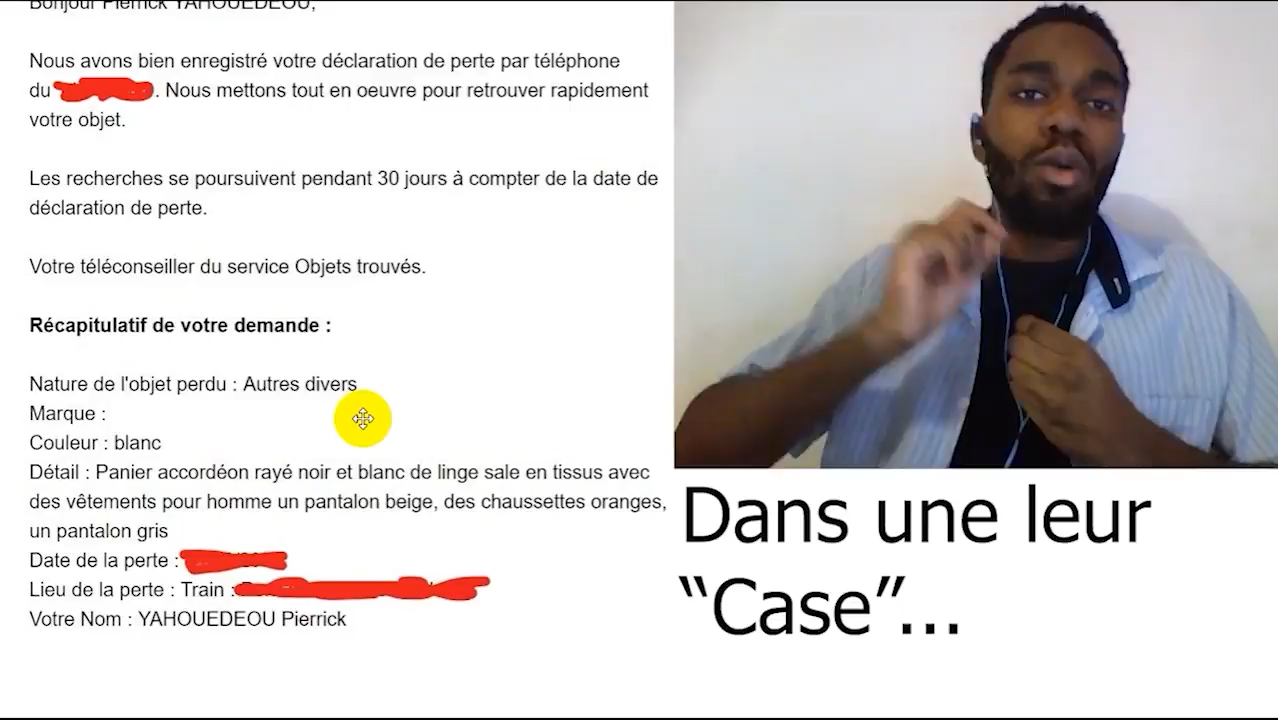 Bonjour Pierrick YAHOUEDEOU,
Nous avons bien enregistré votre déclaration de perte par téléphone
du . Nous mettons tout en oeuvre pour retrouver rapidement
votre objet.
Les recherches se poursuivent pendant 30 jours à compter de la date de
déclaration de perte.
Votre téléconseiller du service Objets trouvés.
Récapitulatif de votre demande :
Nature de l'objet perdu : Autres divers
Marque :
Couleur : blanc
Détail : Panier accordéon rayé noir et blanc de linge sale en tissus avec
des vêtements pour homme un pantalon beige, des chaussettes oranges,
un pantalon gris
Date de la perte :
Lieu de la perte : Train :
Votre Nom : YAHOUEDEOU Pierrick
Dans une leur
“Case”...